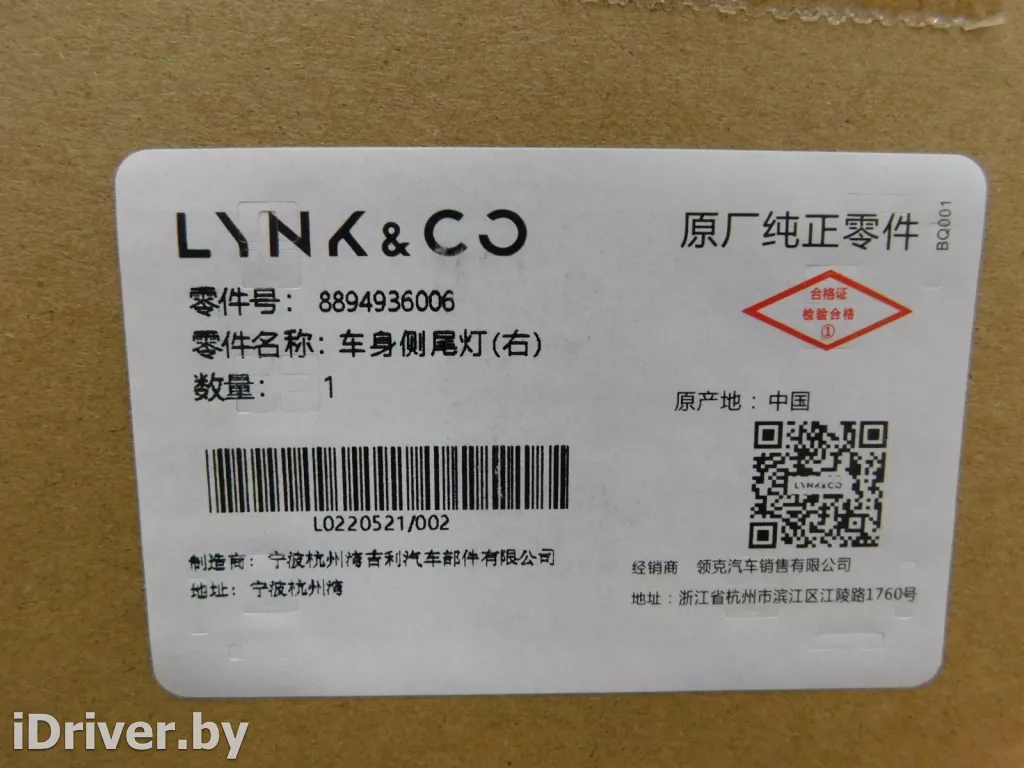 LYNK & CO
原厂纯正零件
BQ001
零件号： 8894936006
零件名称：车身侧尾灯(右)
数量： 1
合格证
检验合格
①
原产地：中国
LYNK&CO
L0220521/002
制造商： 宁波杭州湾吉利汽车部件有限公司
地址： 宁波杭州湾
经销商 领克汽车销售有限公司
地址：浙江省杭州市滨江区江陵路1760号
iDriver.by